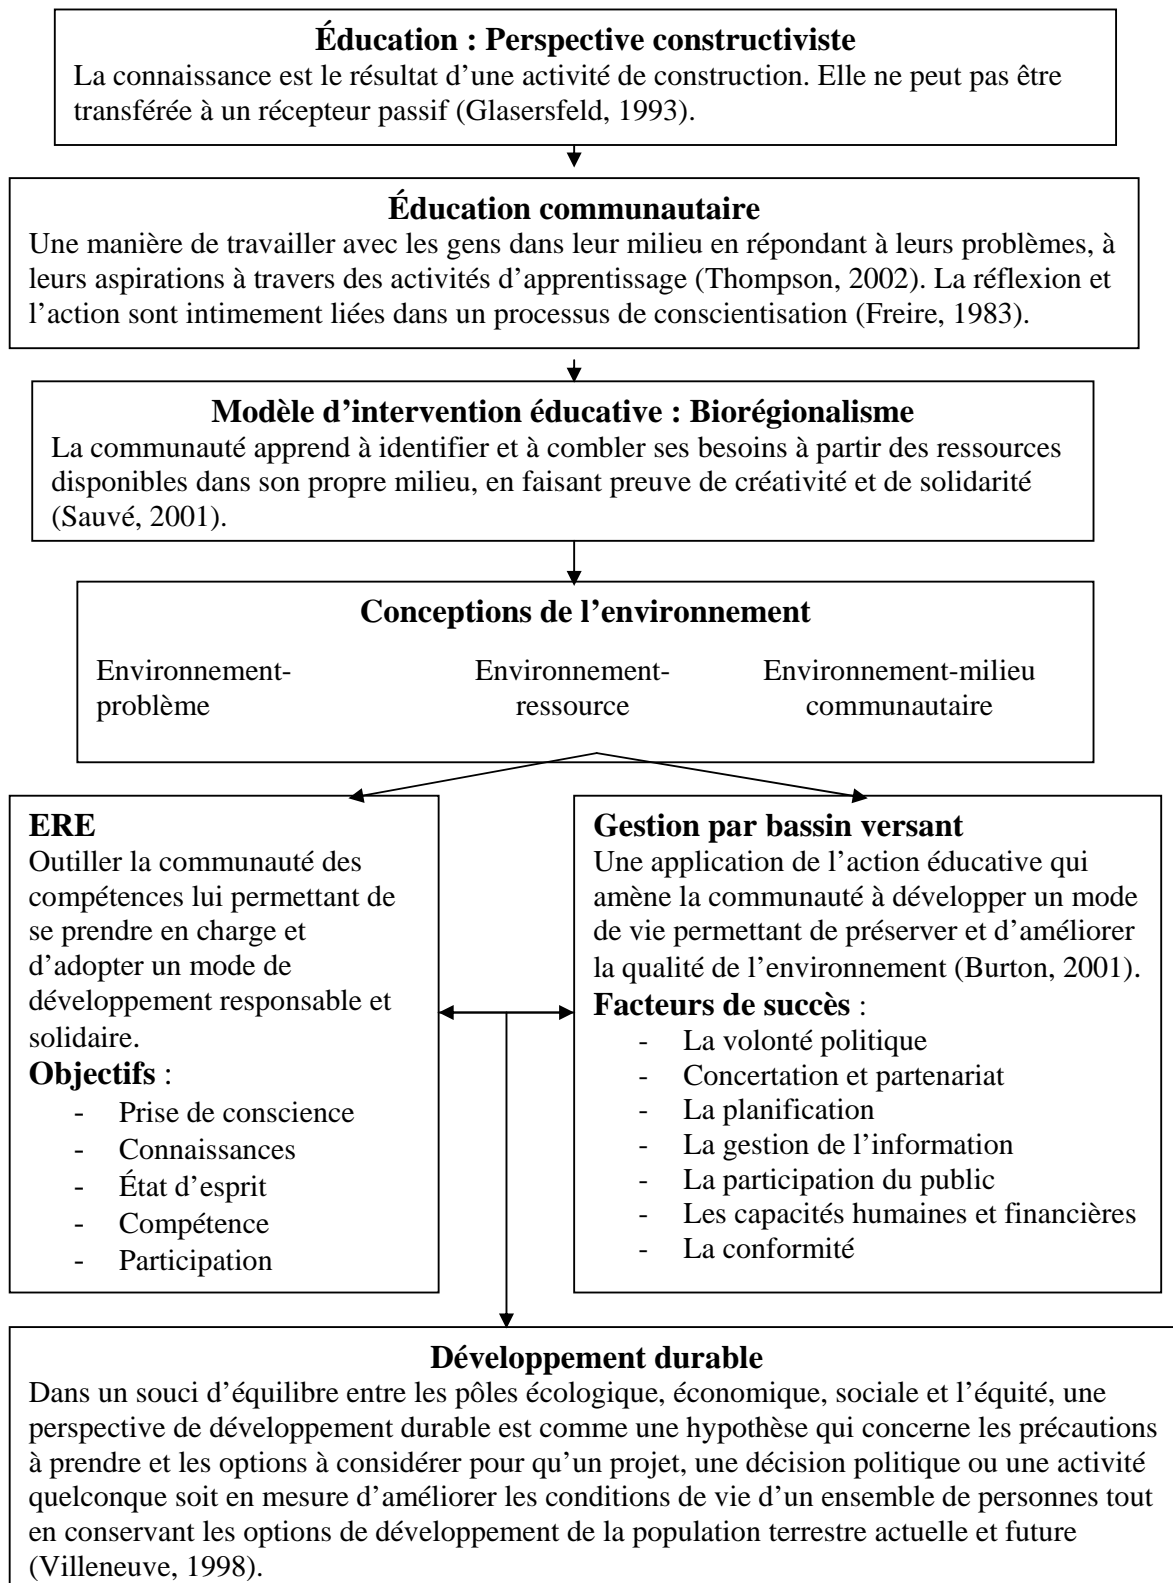 Éducation : Perspective constructiviste
La connaissance est le résultat d’une activité de construction. Elle ne peut pas être
transférée à un récepteur passif (Glasersfeld, 1993).
Éducation communautaire
Une manière de travailler avec les gens dans leur milieu en répondant à leurs problèmes, à
leurs aspirations à travers des activités d’apprentissage (Thompson, 2002). La réflexion et
l’action sont intimement liées dans un processus de conscientisation (Freire, 1983).
Modèle d’intervention éducative : Biorégionalisme
La communauté apprend à identifier et à combler ses besoins à partir des ressources
disponibles dans son propre milieu, en faisant preuve de créativité et de solidarité
(Sauvé, 2001).
Conceptions de l’environnement
Environnement-
problème
Environnement-
ressource
Environnement-milieu
communautaire
ERE
Outiller la communauté des
compétences lui permettant de
se prendre en charge et
d’adopter un mode de
développement responsable et
solidaire.
Objectifs :
- Prise de conscience
- Connaissances
- État d’esprit
- Compétence
- Participation
Gestion par bassin versant
Une application de l’action éducative qui
amène la communauté à développer un mode
de vie permettant de préserver et d’améliorer
la qualité de l’environnement (Burton, 2001).
Facteurs de succès :
- La volonté politique
- Concertation et partenariat
- La planification
- La gestion de l’information
- La participation du public
- Les capacités humaines et financières
- La conformité
Développement durable
Dans un souci d’équilibre entre les pôles écologique, économique, sociale et l’équité, une
perspective de développement durable est comme une hypothèse qui concerne les précautions
à prendre et les options à considérer pour qu’un projet, une décision politique ou une activité
quelconque soit en mesure d’améliorer les conditions de vie d’un ensemble de personnes tout
en conservant les options de développement de la population terrestre actuelle et future
(Villeneuve, 1998).